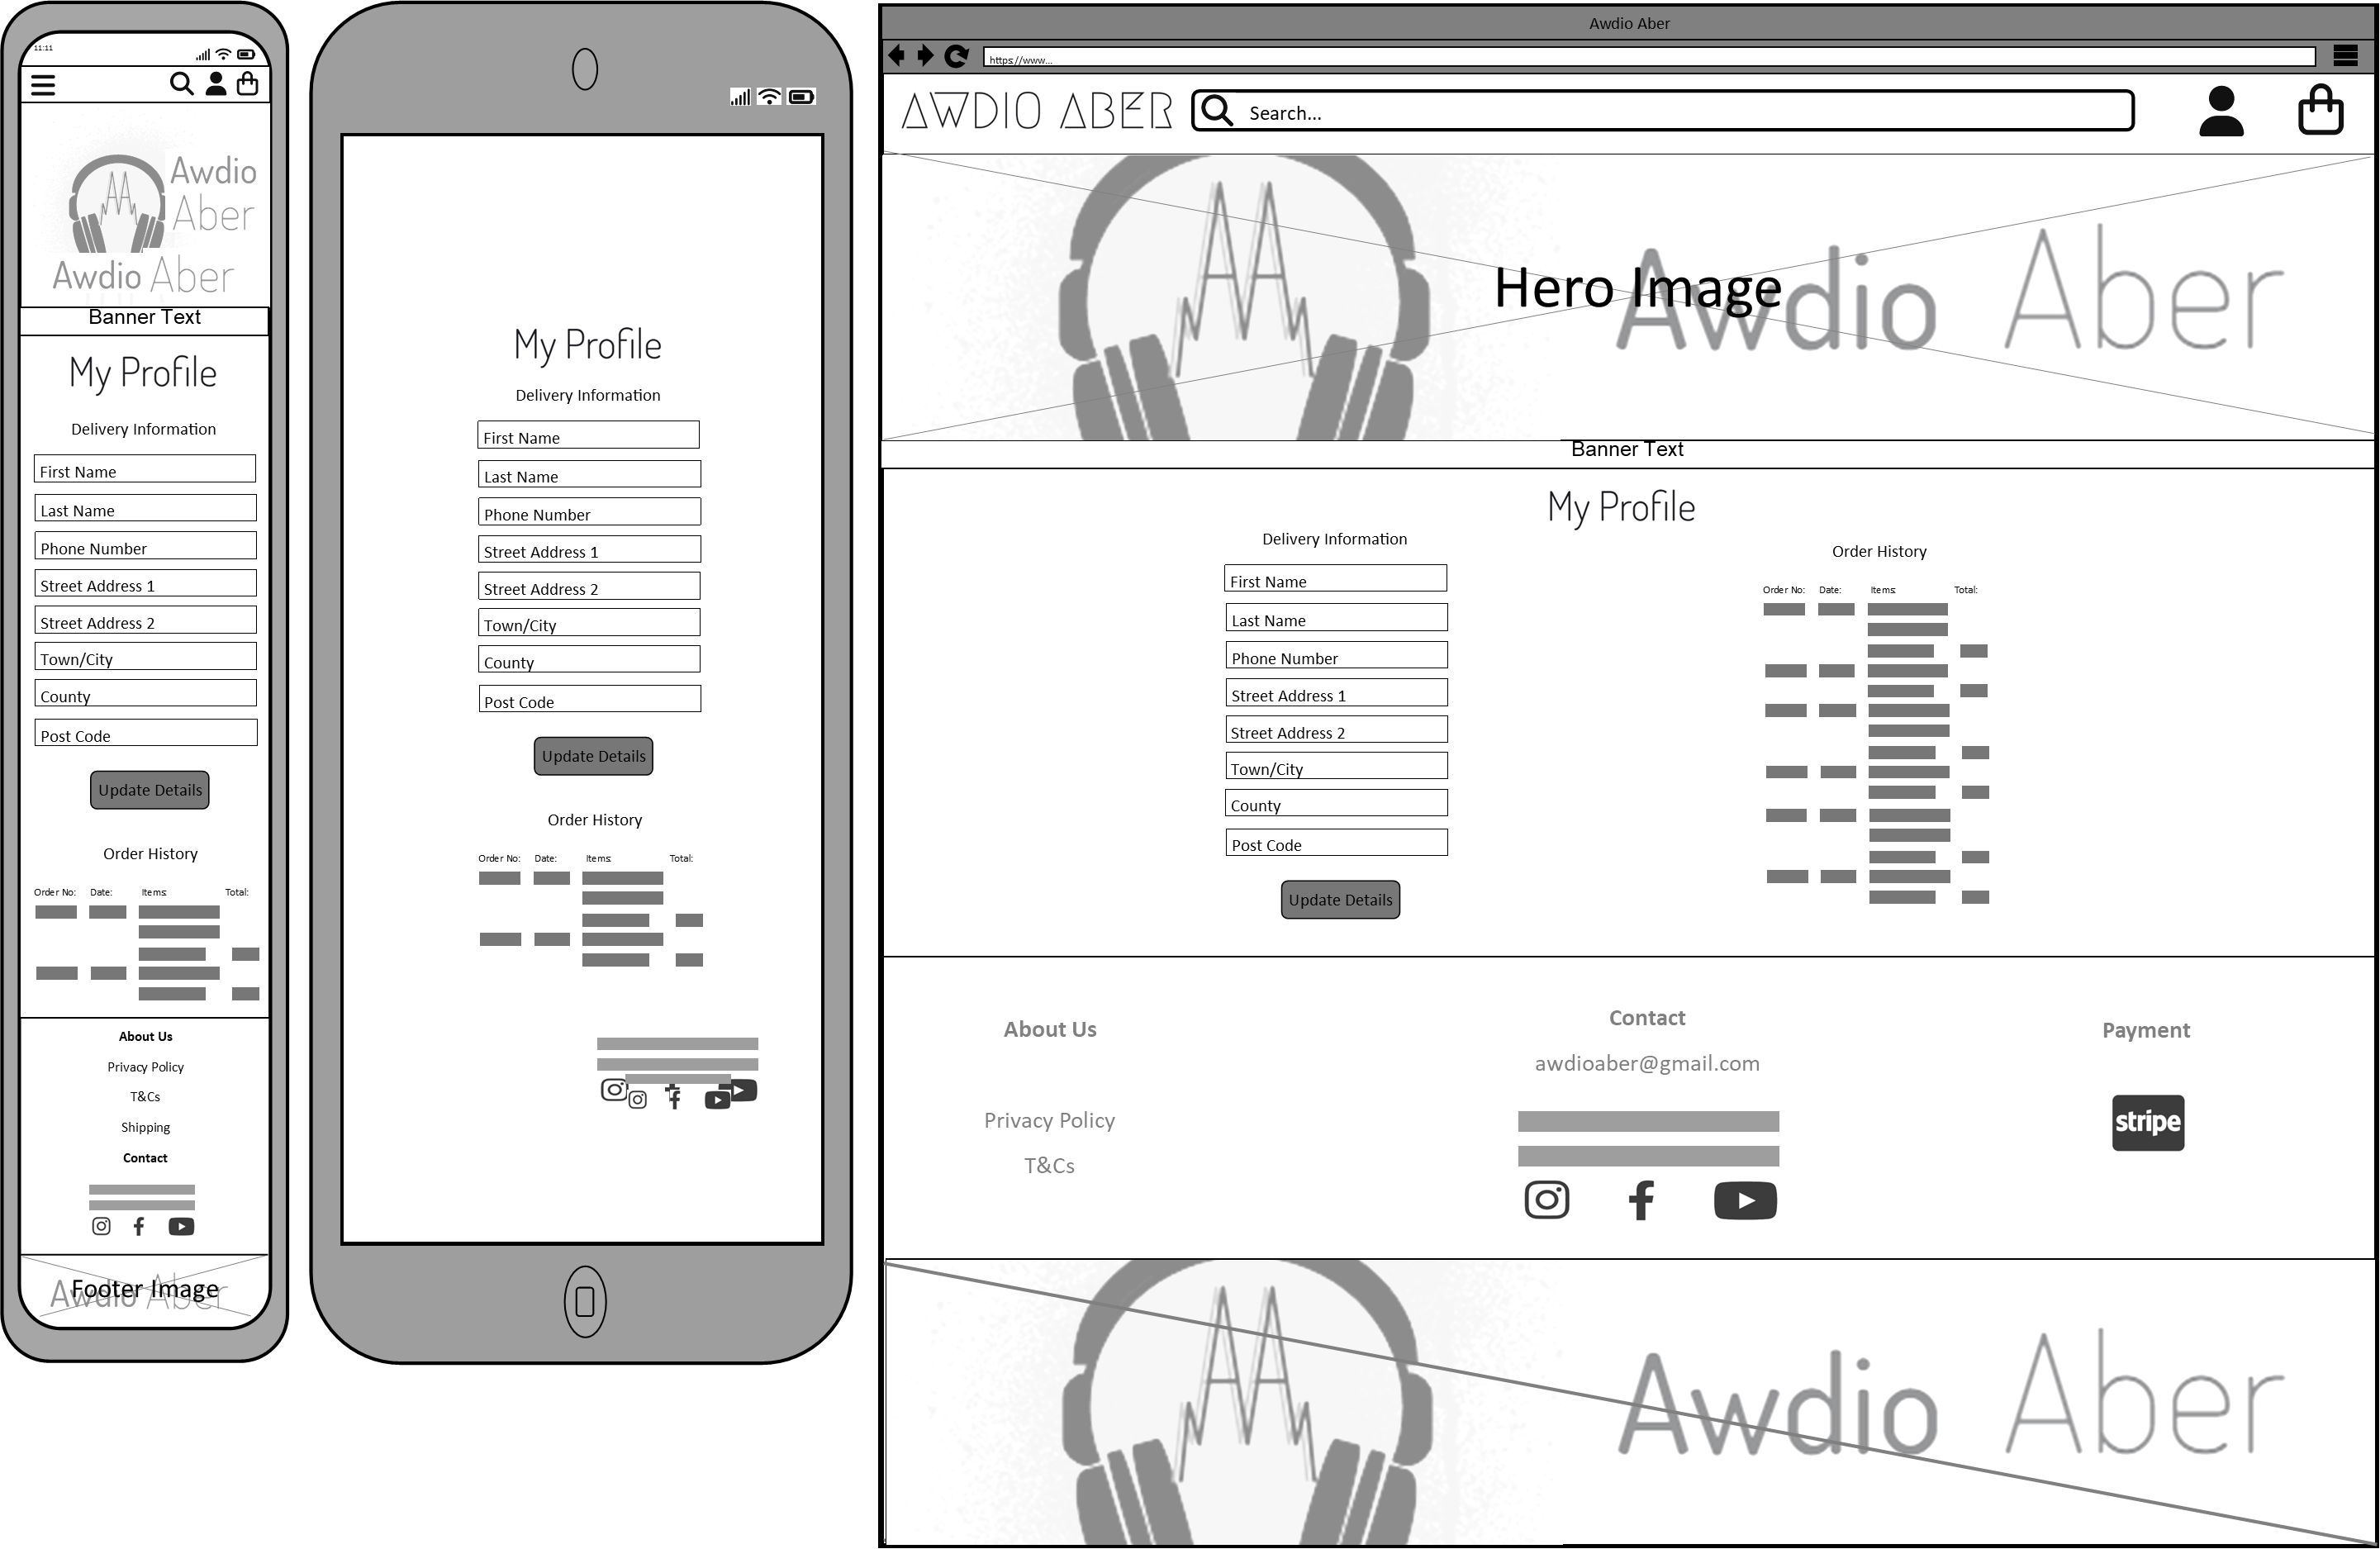 11:11
Awdio
Aber
Awdio Aber
Banner Text
My Profile
Delivery Information
First Name
Last Name
Phone Number
Street Address 1
Street Address 2
Town/City
County
Post Code
Update Details
Order History
Order No: Date: Items: Total:
About Us
Privacy Policy
T&Cs
Shipping
Contact
Awdio Aber
Footer Image
My Profile
Delivery Information
First Name
Last Name
Phone Number
Street Address 1
Street Address 2
Town/City
County
Post Code
Update Details
Order History
Order No: Date: Items: Total:
Awdio Aber
https://www...
AWDIO ABER
Search...
AA
Hero Image
Awdio Aber
Banner Text
My Profile
Delivery Information
First Name
Last Name
Phone Number
Street Address 1
Street Address 2
Town/City
County
Post Code
Update Details
Order History
Order No: Date: Items: Total:
About Us
Privacy Policy
T&Cs
Contact
awdioaber@gmail.com
Payment
stripe
AA
Awdio Aber